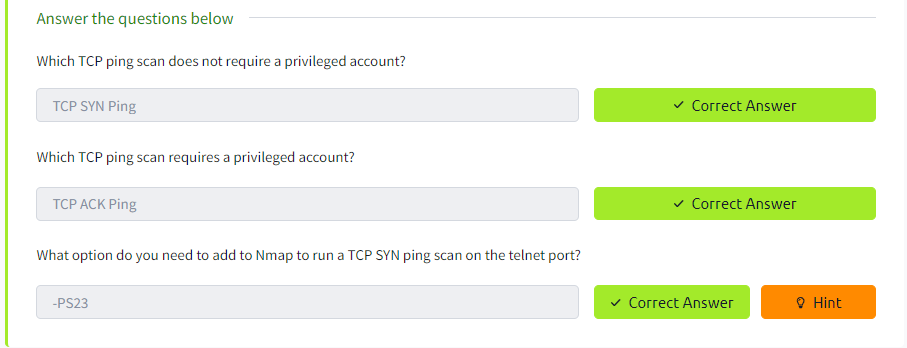 Answer the questions below
Which TCP ping scan does not require a privileged account?
TCP SYN Ping
Correct Answer
Which TCP ping scan requires a privileged account?
TCP ACK Ping
Correct Answer
What option do you need to add to Nmap to run a TCP SYN ping scan on the telnet port?
-PS23
Correct Answer
Hint